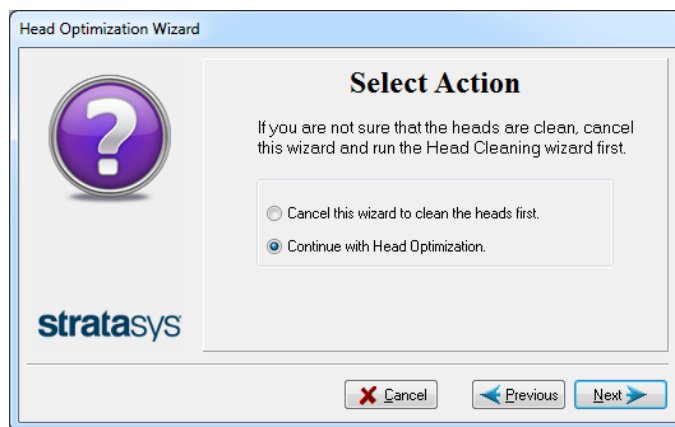 Head Optimization Wizard
Select Action
If you are not sure that the heads are clean, cancel
this wizard and run the Head Cleaning wizard first.
Cancel this wizard to clean the heads first.
Continue with Head Optimization.
stratasys
Cancel
Previous
Next